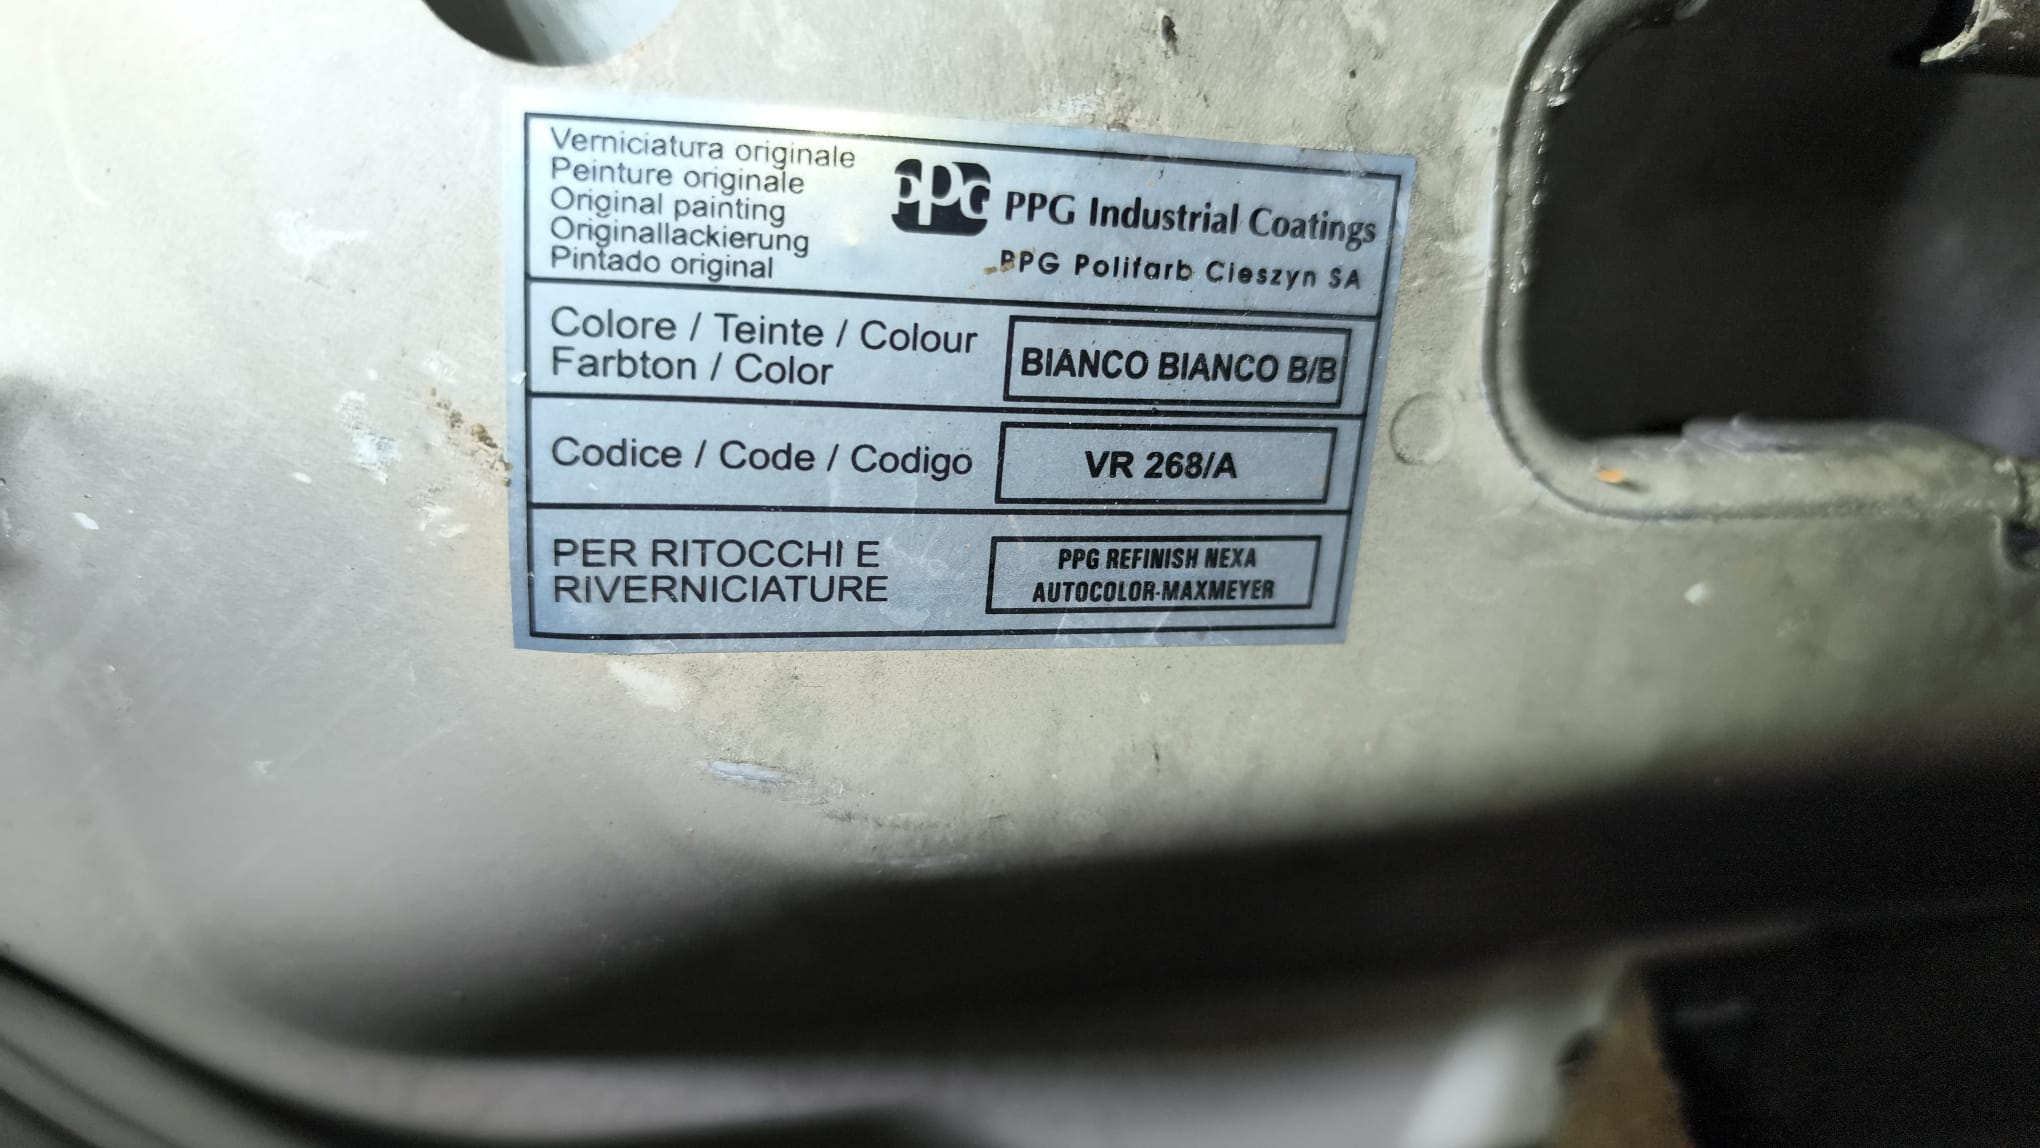 Verniciatura originale
Peinture originale
Original painting
Originallackierung
Pintado original
PPG PPG Industrial Coatings
PPG Polifarb Cieszyn SA
Colore / Teinte / Colour
Farbton / Color
BIANCO BIANCO B/B
Codice / Code / Codigo
VR 268/A
PER RITOCCHI E
RIVERNICIATURE
PPG REFINISH NEXA
AUTOCOLOR-MAXMEYER